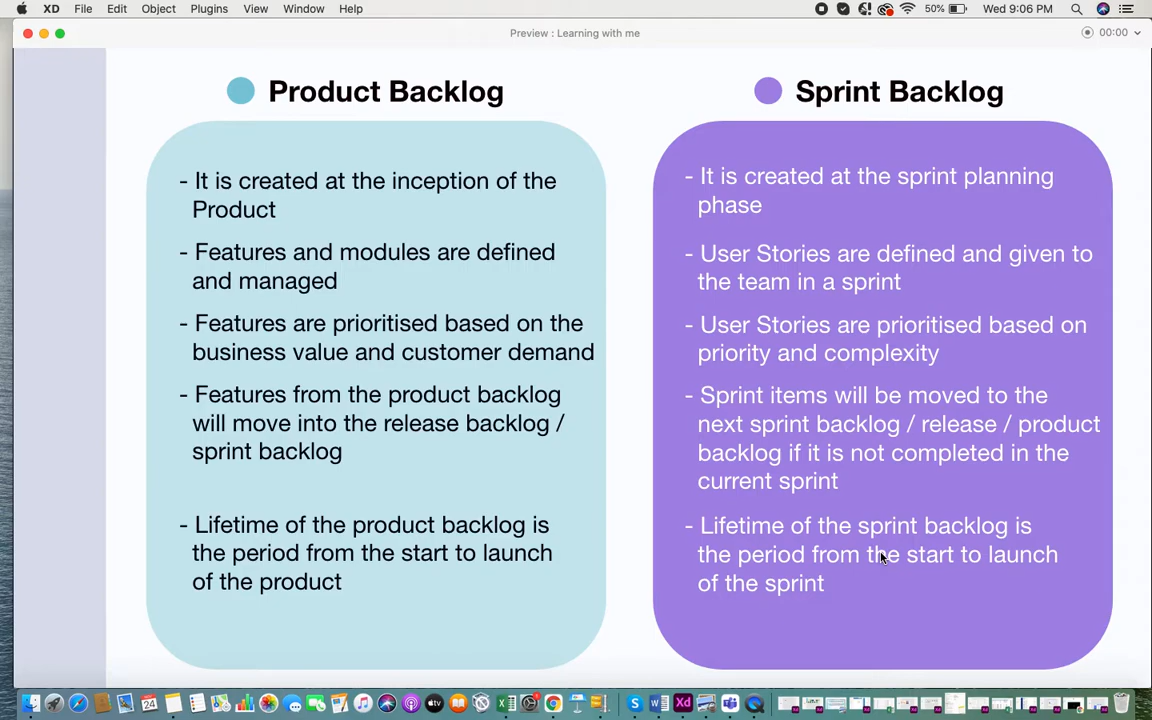 XD File Edit Object Plugins View Window Help 50% Wed 9:06 PM
Preview : Learning with me
00:00
Product Backlog
- It is created at the inception of the
Product
- Features and modules are defined
and managed
- Features are prioritised based on the
business value and customer demand
- Features from the product backlog
will move into the release backlog /
sprint backlog
- Lifetime of the product backlog is
the period from the start to launch
of the product
Sprint Backlog
- It is created at the sprint planning
phase
- User Stories are defined and given to
the team in a sprint
- User Stories are prioritised based on
priority and complexity
- Sprint items will be moved to the
next sprint backlog / release / product
backlog if it is not completed in the
current sprint
- Lifetime of the sprint backlog is
the period from the start to launch
of the sprint
24
tv
S
W
Xd